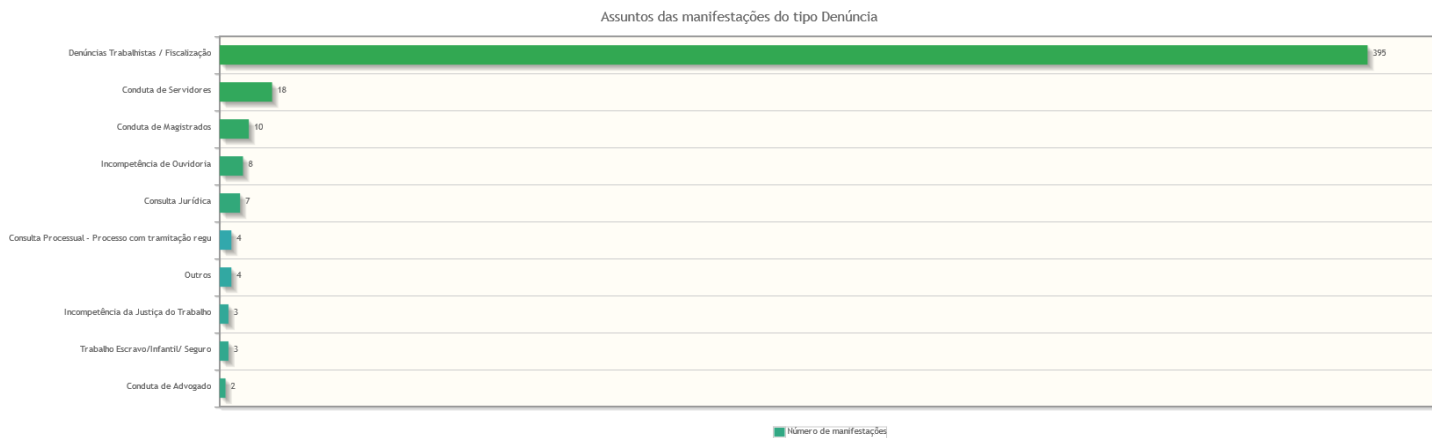 Assuntos das manifestações do tipo Denúncia
Denúncias Trabalhistas / Fiscalização 395
Conduta de Servidores 18
Conduta de Magistrados 10
Incompetência de Ouvidoria 8
Consulta Jurídica 7
Consulta Processual - Processo com tramitação regu 4
Outros 4
Incompetência da Justiça do Trabalho 3
Trabalho Escravo/Infantil/ Seguro 3
Conduta de Advogado 2
Número de manifestações